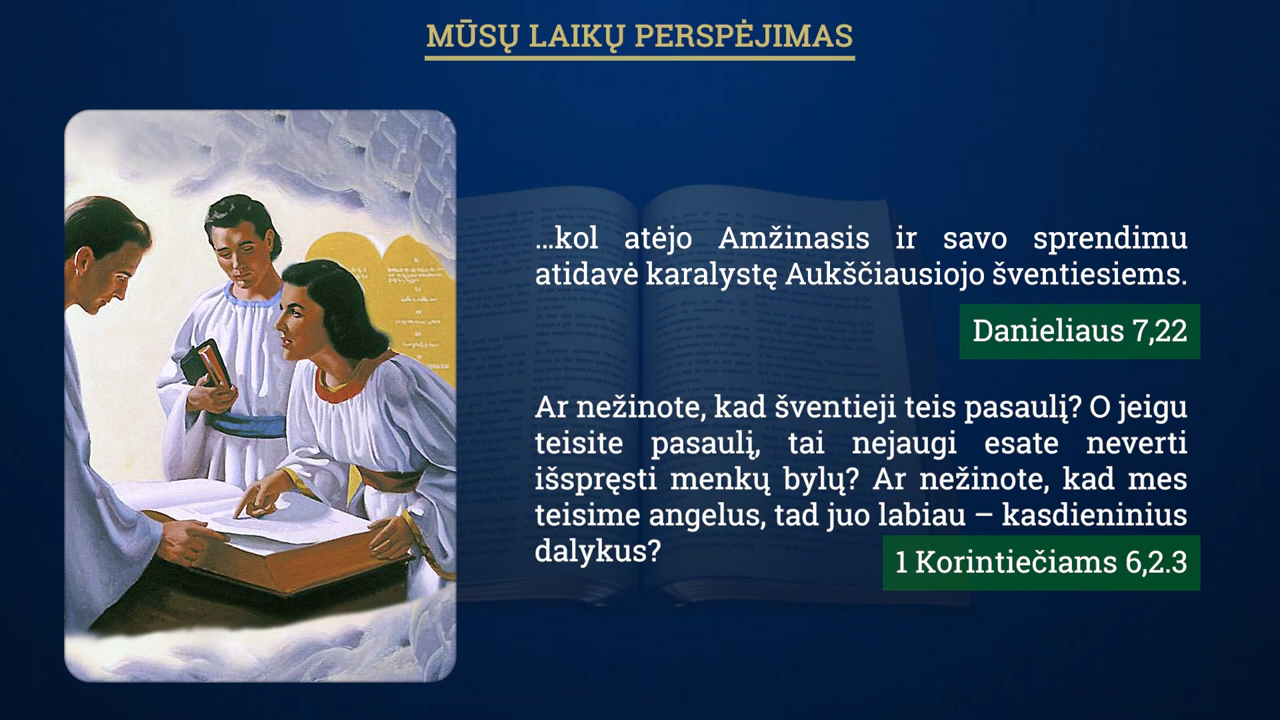 MŪSŲ LAIKŲ PERSPĖJIMAS
...kol atėjo Amžinasis ir savo sprendimu
atidavė karalystę Aukščiausiojo šventiesiems.
Danieliaus 7,22
Ar nežinote, kad šventieji teis pasaulį? O jeigu
teisite pasaulį, tai nejaugi esate neverti
išspręsti menkų bylų? Ar nežinote, kad mes
teisime angelus, tad juo labiau – kasdieninius
dalykus?
1 Korintiečiams 6,2.3